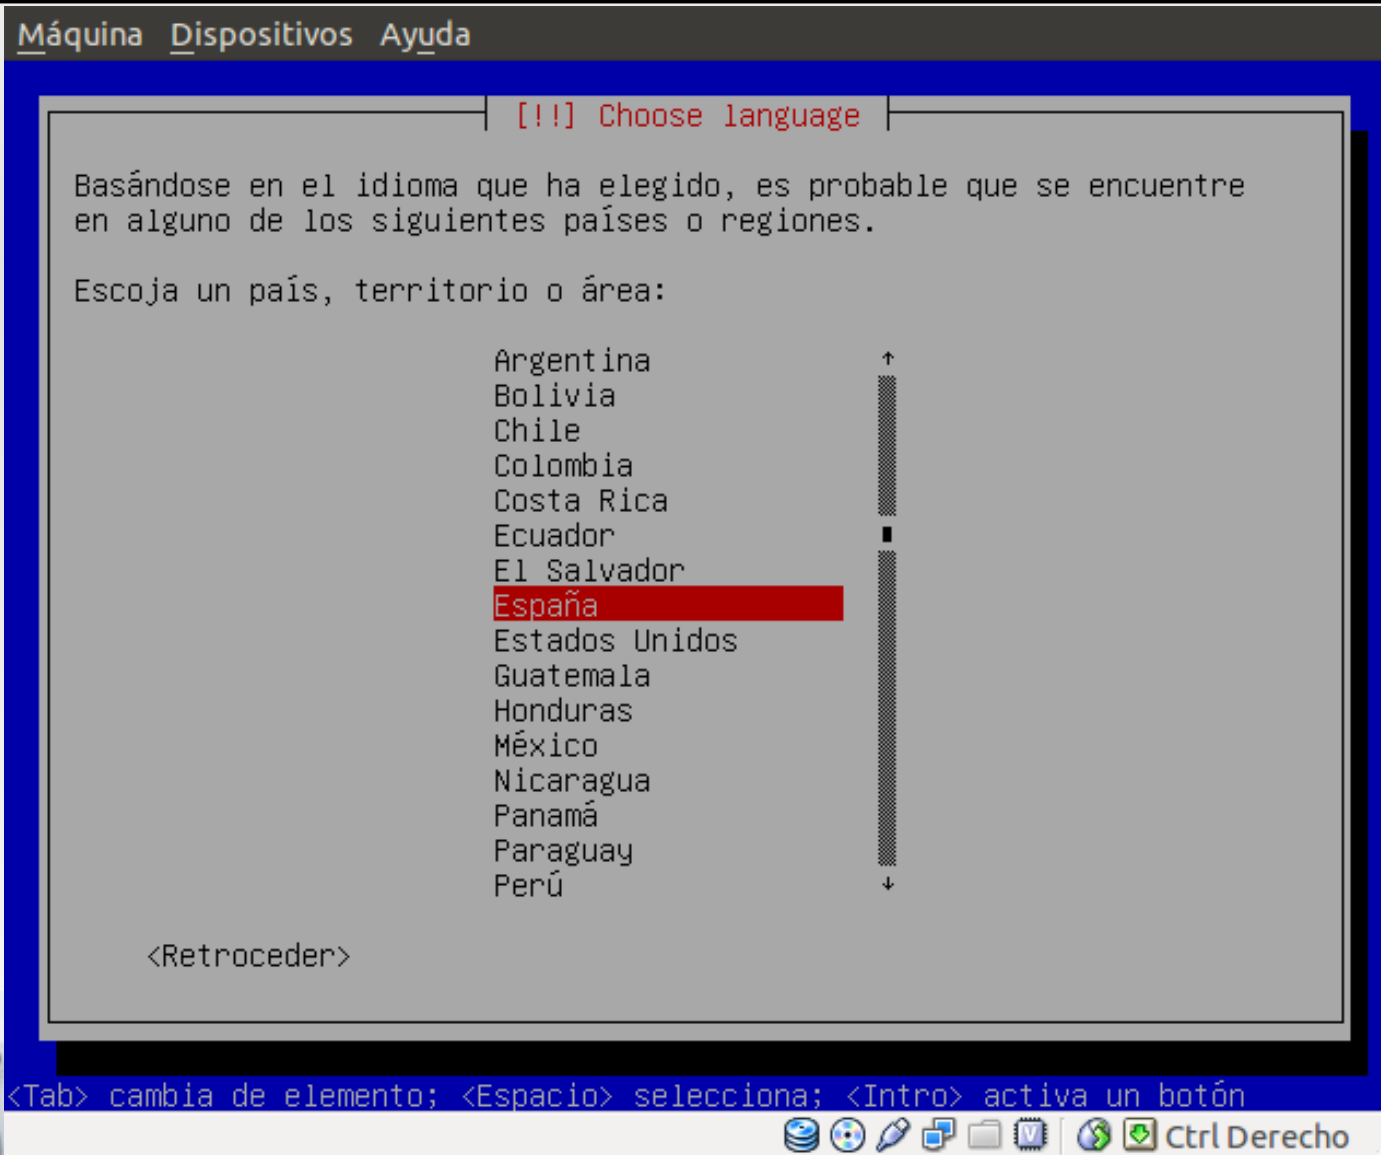 Máquina Dispositivos Ayuda
[!!] Choose language
Basándose en el idioma que ha elegido, es probable que se encuentre
en alguno de los siguientes países o regiones.
Escoja un país, territorio o área:
Argentina
Bolivia
Chile
Colombia
Costa Rica
Ecuador
El Salvador
España
Estados Unidos
Guatemala
Honduras
México
Nicaragua
Panamá
Paraguay
Perú
<Retroceder>
<Tab> cambia de elemento; <Espacio> selecciona; <Intro> activa un botón
Ctrl Derecho